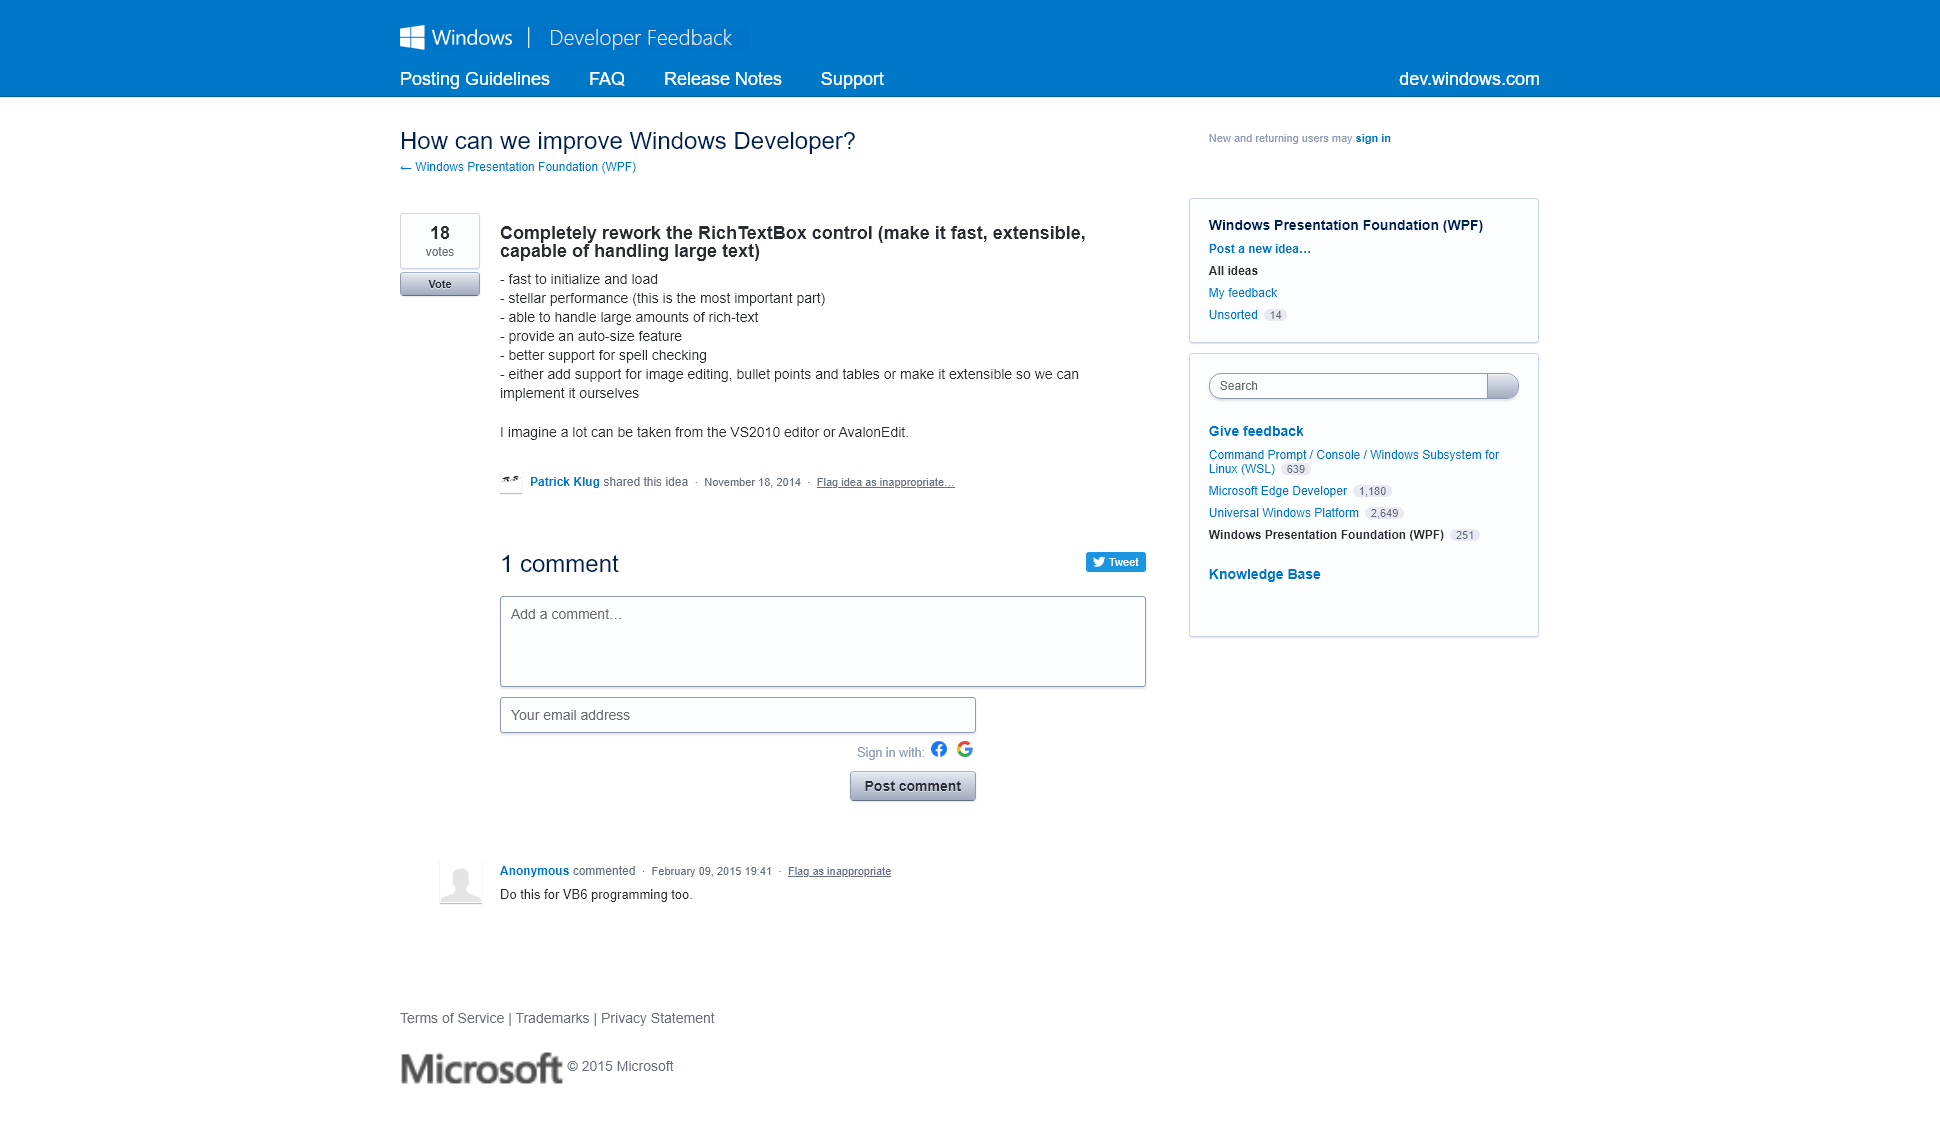 Windows | Developer Feedback
Posting Guidelines FAQ Release Notes Support dev.windows.com
How can we improve Windows Developer?
← Windows Presentation Foundation (WPF)
New and returning users may sign in
18
votes
Vote
Completely rework the RichTextBox control (make it fast, extensible,
capable of handling large text)
- fast to initialize and load
- stellar performance (this is the most important part)
- able to handle large amounts of rich-text
- provide an auto-size feature
- better support for spell checking
- either add support for image editing, bullet points and tables or make it extensible so we can
implement it ourselves
I imagine a lot can be taken from the VS2010 editor or AvalonEdit.
Patrick Klug shared this idea · November 18, 2014 · Flag idea as inappropriate…
1 comment
Tweet
Add a comment…
Your email address
Sign in with:
Post comment
Anonymous commented · February 09, 2015 19:41 · Flag as inappropriate
Do this for VB6 programming too.
Windows Presentation Foundation (WPF)
Post a new idea…
All ideas
My feedback
Unsorted 14
Search
Give feedback
Command Prompt / Console / Windows Subsystem for
Linux (WSL) 639
Microsoft Edge Developer 1,180
Universal Windows Platform 2,649
Windows Presentation Foundation (WPF) 251
Knowledge Base
Terms of Service | Trademarks | Privacy Statement
Microsoft © 2015 Microsoft